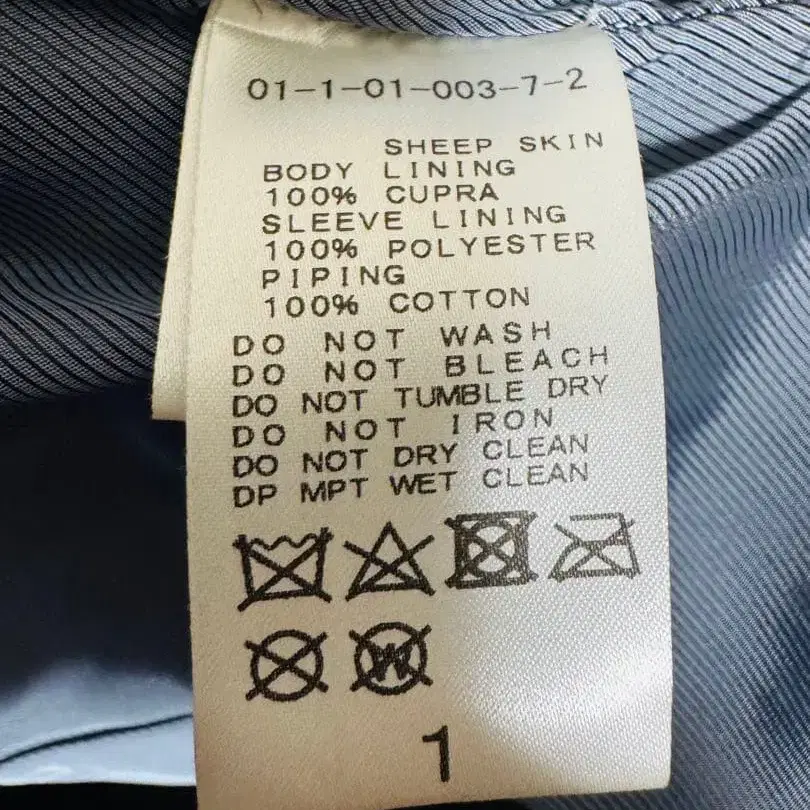 01-1-01-003-7-2
SHEEP SKIN
BODY LINING
100% CUPRA
SLEEVE LINING
100% POLYESTER
PIPING
100% COTTON
DO NOT WASH
DO NOT BLEACH
DO NOT TUMBLE DRY
DO NOT IRON
DO NOT DRY CLEAN
DP MPT WET CLEAN
W
1